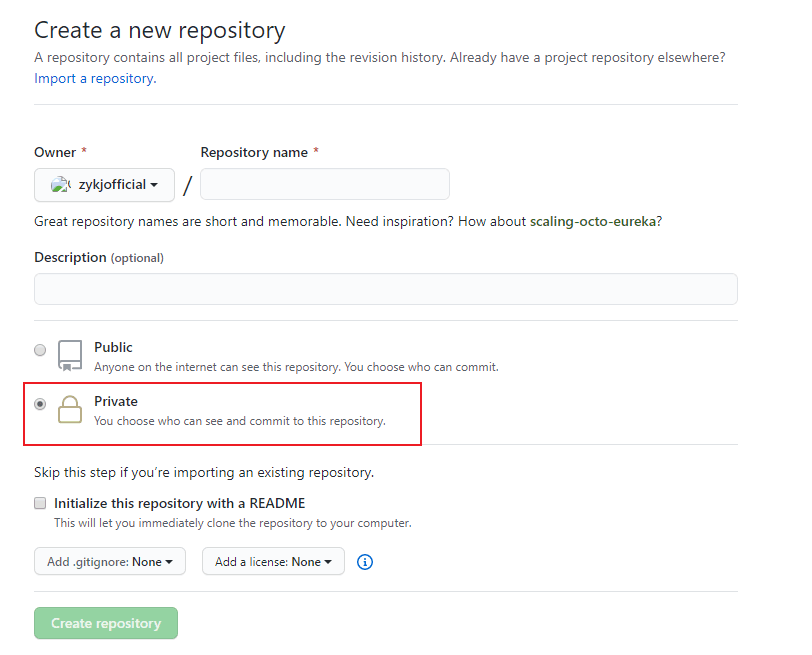 Create a new repository
A repository contains all project files, including the revision history. Already have a project repository elsewhere?
Import a repository.
Owner * Repository name *
zykjofficial /
Great repository names are short and memorable. Need inspiration? How about scaling-octo-eureka?
Description (optional)
Public
Anyone on the internet can see this repository. You choose who can commit.
Private
You choose who can see and commit to this repository.
Skip this step if you’re importing an existing repository.
Initialize this repository with a README
This will let you immediately clone the repository to your computer.
Add .gitignore: None Add a license: None
Create repository